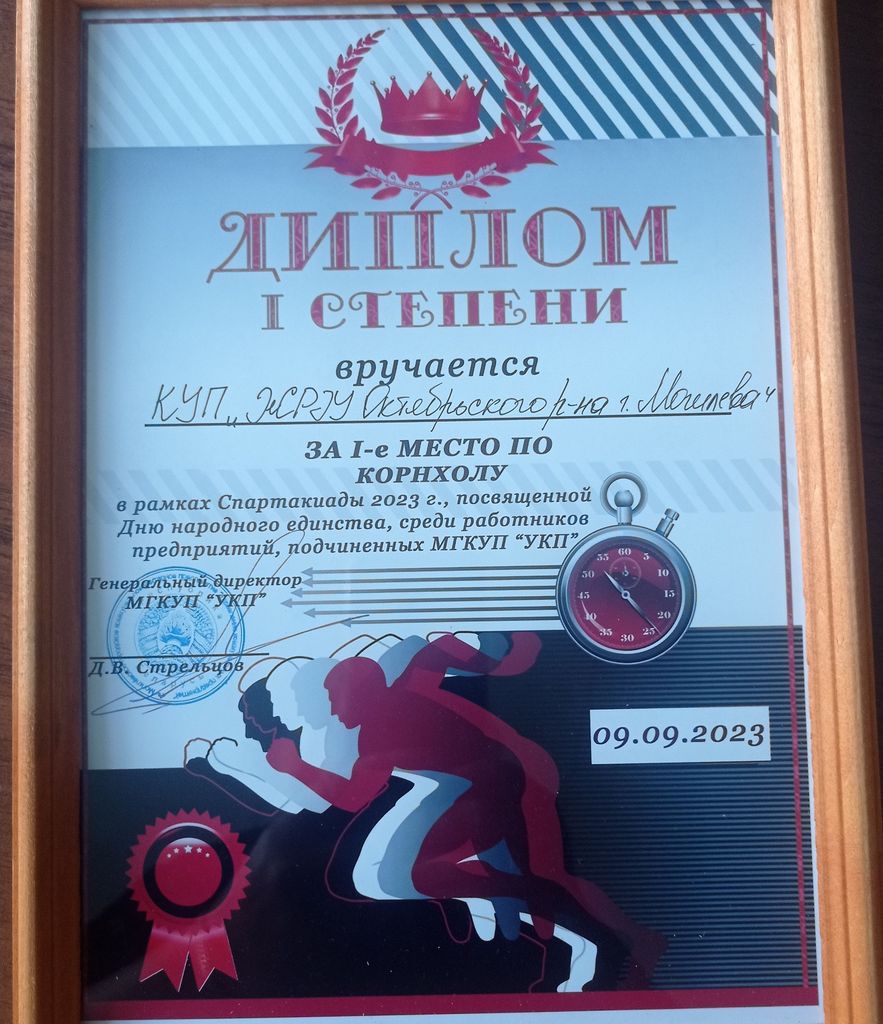 ДИПЛОМ
I СТЕПЕНИ
вручается
КУП „ЖРЭУ Октябрьского р-на г. Могилева"
ЗА I-е МЕСТО ПО
КОРНХОЛУ
в рамках Спартакиады 2023 г., посвященной
Дню народного единства, среди работников
предприятий, подчиненных МГКУП "УКП"
Генеральный директор
МГКУП "УКП"
Д.В. Стрельцов
55 60 5
50 10
45 15
40 20
35 30 25
09.09.2023